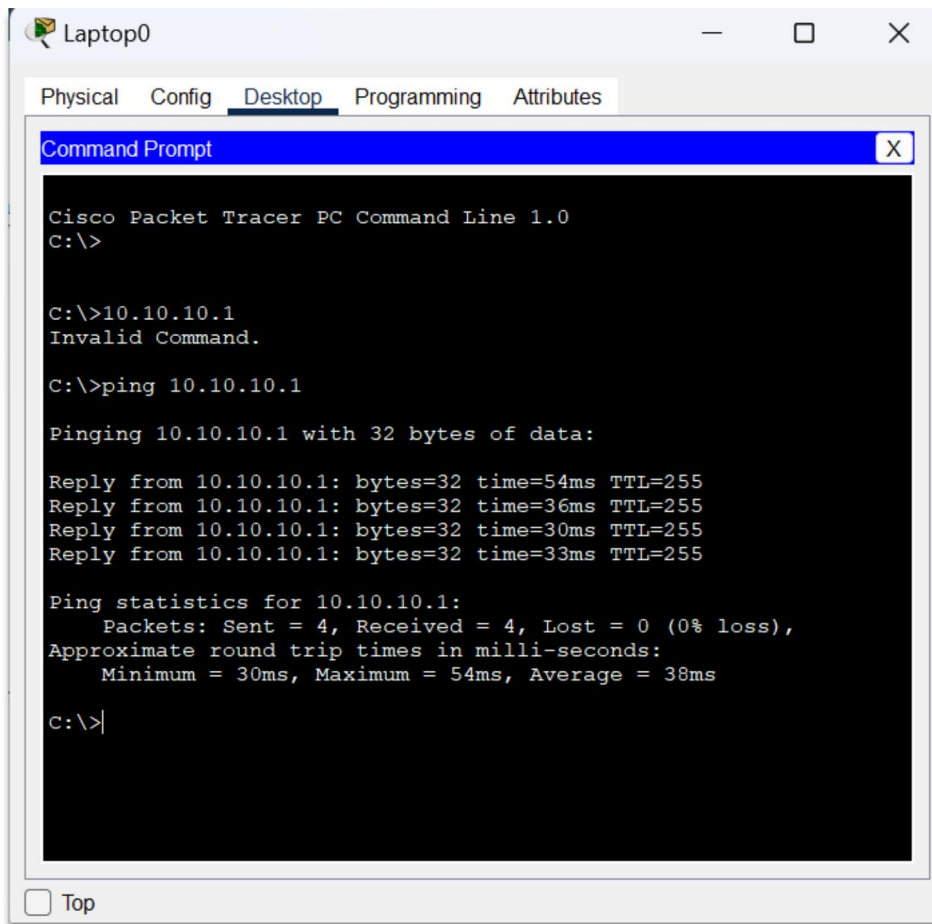 Laptop0
Physical Config Desktop Programming Attributes
Command Prompt X
Cisco Packet Tracer PC Command Line 1.0
C:\>
C:\>10.10.10.1
Invalid Command.
C:\>ping 10.10.10.1
Pinging 10.10.10.1 with 32 bytes of data:
Reply from 10.10.10.1: bytes=32 time=54ms TTL=255
Reply from 10.10.10.1: bytes=32 time=36ms TTL=255
Reply from 10.10.10.1: bytes=32 time=30ms TTL=255
Reply from 10.10.10.1: bytes=32 time=33ms TTL=255
Ping statistics for 10.10.10.1:
Packets: Sent = 4, Received = 4, Lost = 0 (0% loss),
Approximate round trip times in milli-seconds:
Minimum = 30ms, Maximum = 54ms, Average = 38ms
C:\>
Top